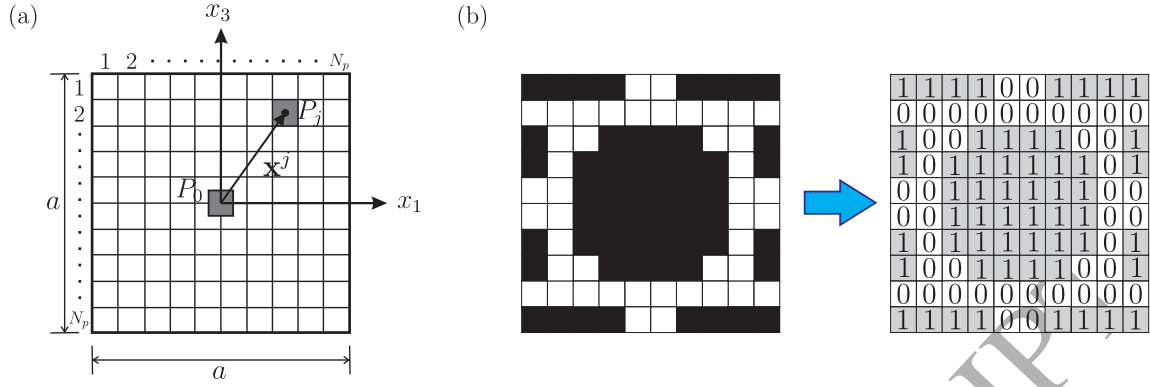 (a)
x₃
1 2 . . . . . . . . . . Nₚ
1
2
Nₚ
Pⱼ
P₀
xʲ
x₁
a
a
(b)
1 1 1 1 0 0 1 1 1 1
0 0 0 0 0 0 0 0 0 0
1 0 0 1 1 1 1 0 0 1
1 0 1 1 1 1 1 1 0 1
0 0 1 1 1 1 1 1 0 0
0 0 1 1 1 1 1 1 0 0
1 0 1 1 1 1 1 1 0 1
1 0 0 1 1 1 1 0 0 1
0 0 0 0 0 0 0 0 0 0
1 1 1 1 0 0 1 1 1 1